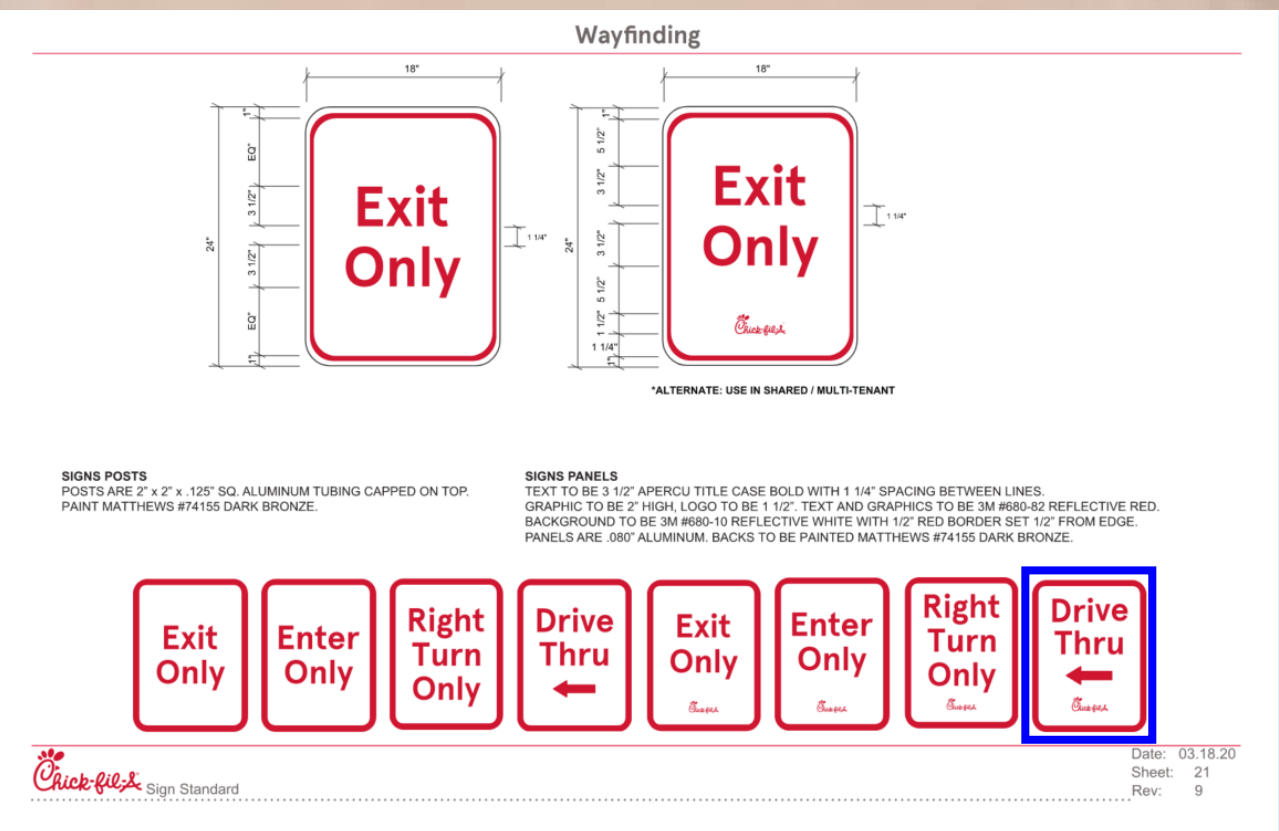 Wayfinding
18"
18"
1"
EQ"
3 1/2"
3 1/2"
EQ"
1"
24"
1 1/4"
Exit
Only
1"
5 1/2"
3 1/2"
3 1/2"
5 1/2"
1 1/2"
1 1/4"
1"
24"
1 1/4"
Exit
Only
Chick-fil-A
*ALTERNATE: USE IN SHARED / MULTI-TENANT
SIGNS POSTS
POSTS ARE 2” x 2” x .125” SQ. ALUMINUM TUBING CAPPED ON TOP.
PAINT MATTHEWS #74155 DARK BRONZE.
SIGNS PANELS
TEXT TO BE 3 1/2” APERCU TITLE CASE BOLD WITH 1 1/4” SPACING BETWEEN LINES.
GRAPHIC TO BE 2” HIGH, LOGO TO BE 1 1/2”. TEXT AND GRAPHICS TO BE 3M #680-82 REFLECTIVE RED.
BACKGROUND TO BE 3M #680-10 REFLECTIVE WHITE WITH 1/2” RED BORDER SET 1/2” FROM EDGE.
PANELS ARE .080” ALUMINUM. BACKS TO BE PAINTED MATTHEWS #74155 DARK BRONZE.
Exit
Only
Enter
Only
Right
Turn
Only
Drive
Thru
Exit
Only
Chick-fil-A
Enter
Only
Chick-fil-A
Right
Turn
Only
Chick-fil-A
Drive
Thru
Chick-fil-A
Chick-fil-A Sign Standard
Date: 03.18.20
Sheet: 21
Rev: 9